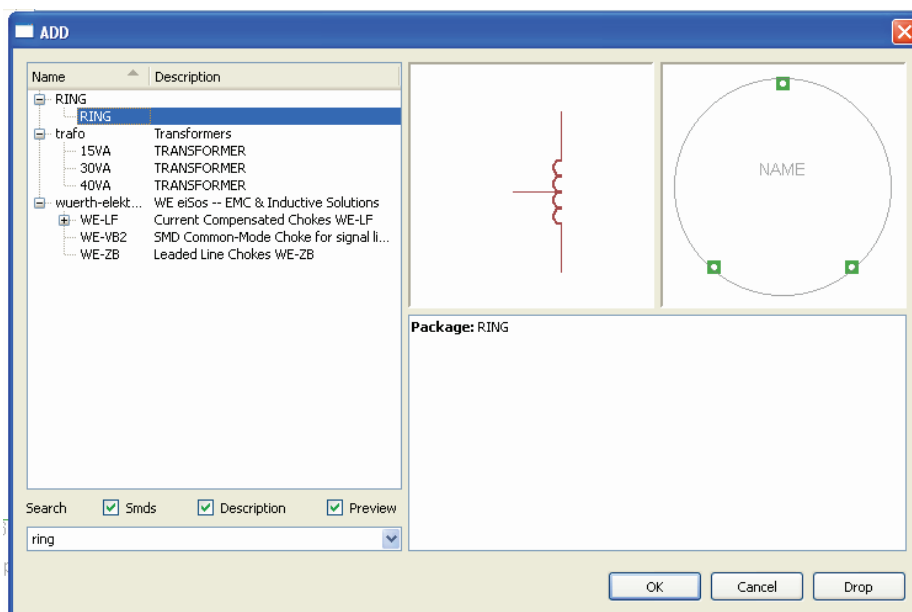 ADD
Name Description
RING
RING
trafo Transformers
15VA TRANSFORMER
30VA TRANSFORMER
40VA TRANSFORMER
wuerth-elekt... WE eiSos -- EMC & Inductive Solutions
WE-LF Current Compensated Chokes WE-LF
WE-VB2 SMD Common-Mode Choke for signal li...
WE-ZB Leaded Line Chokes WE-ZB
NAME
Package: RING
Search Smds Description Preview
ring
OK Cancel Drop